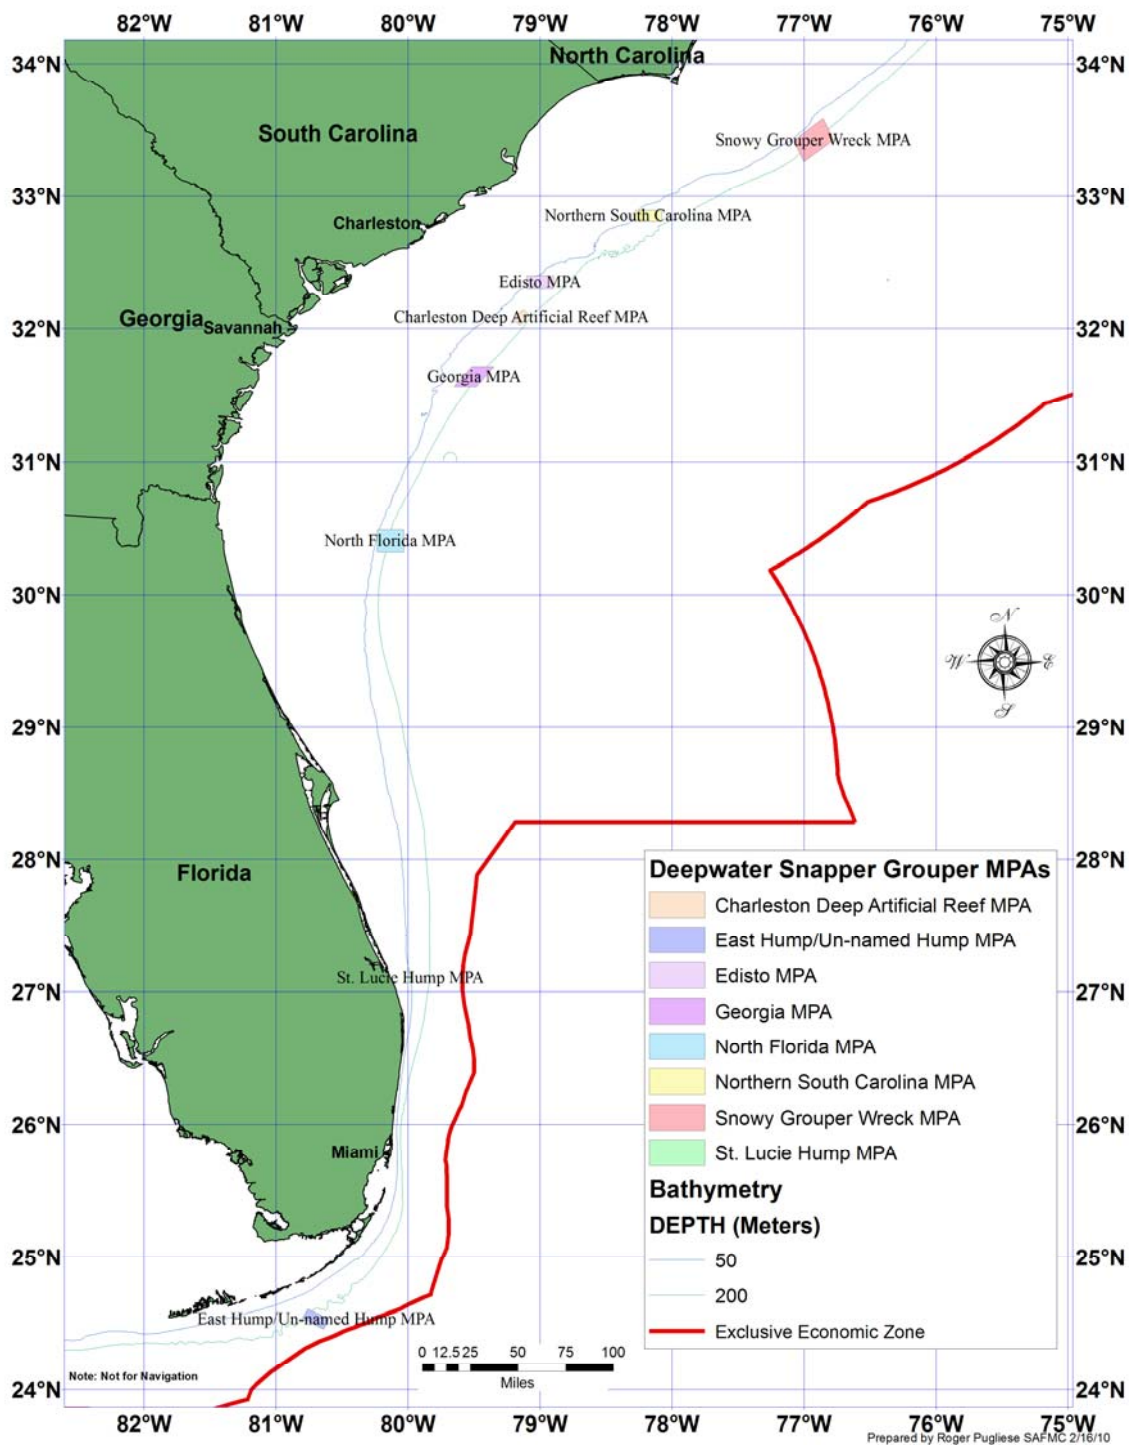 82°W 81°W 80°W 79°W 78°W 77°W 76°W 75°W
34°N North Carolina 34°N
South Carolina
Snowy Grouper Wreck MPA
33°N 33°N
Northern South Carolina MPA
Charleston
Edisto MPA
Charleston Deep Artificial Reef MPA
Georgia Savannah
32°N 32°N
Georgia MPA
31°N 31°N
North Florida MPA
30°N 30°N
N
W E
S
29°N 29°N
28°N 28°N
Florida
Deepwater Snapper Grouper MPAs
Charleston Deep Artificial Reef MPA
East Hump/Un-named Hump MPA
Edisto MPA
St. Lucie Hump MPA
27°N 27°N
Georgia MPA
North Florida MPA
Northern South Carolina MPA
26°N 26°N
Snowy Grouper Wreck MPA
Miami
St. Lucie Hump MPA
Bathymetry
DEPTH (Meters)
25°N 25°N
50
200
East Hump/Un-named Hump MPA
Exclusive Economic Zone
0 12.5 25 50 75 100
Miles
Note: Not for Navigation
24°N 24°N
82°W 81°W 80°W 79°W 78°W 77°W 76°W 75°W
Prepared by Roger Pugliese SAFMC 2/16/10